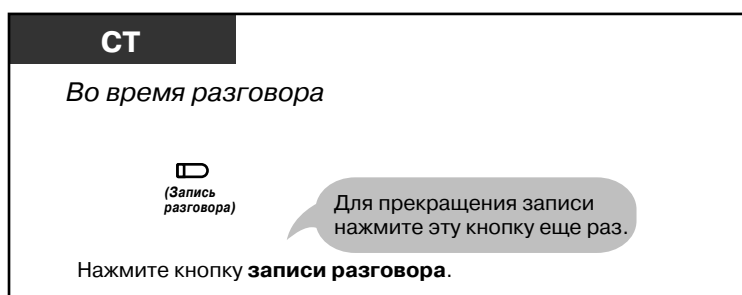 СТ
Во время разговора
(Запись
разговора)
Для прекращения записи
нажмите эту кнопку еще раз.
Нажмите кнопку записи разговора.